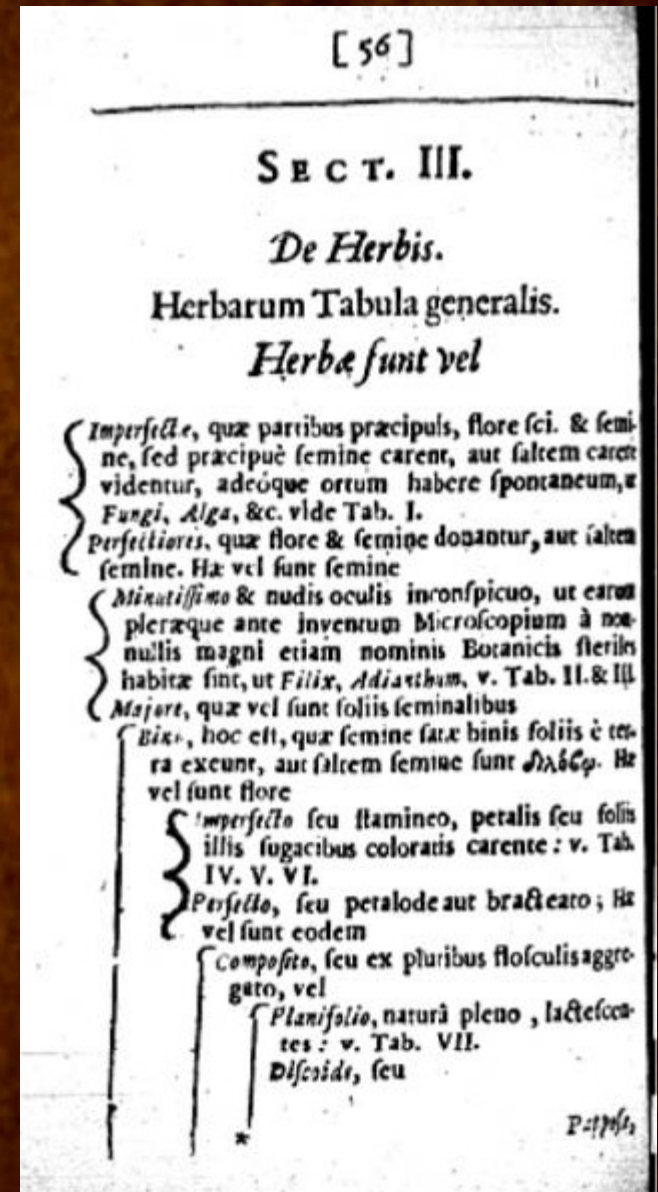 [ 56 ]
SECT. III.
De Herbis.
Herbarum Tabula generalis.
Herbæ ſunt vel
Imperfectæ, quæ partibus præcipuis, flore ſci. & ſemi-
ne, ſed præcipuè ſemine carent, aut ſaltem carere
videntur, adeóque ortum habere ſpontaneum, ut
Fungi, Alga, &c. vide Tab. I.
Perfectiores, quæ flore & ſemine donantur, aut ſaltem
ſemine. Hæ vel ſunt ſemine
Minutiſſimo & nudis oculis inconſpicuo, ut earum
pleræque ante inventum Microſcopium à non-
nullis magni etiam nominis Botanicis ſteriles
habitæ ſint, ut Filix, Adianthum, v. Tab. II. & III.
Majore, quæ vel ſunt foliis ſeminalibus
Binis, hoc eſt, quæ ſemine ſatæ binis foliis è ter-
ra exeunt, aut ſaltem ſemine ſunt Hæ
vel ſunt flore
Imperfecto ſeu ſtamineo, petalis ſeu foliis
illis fugacibus coloratis carente : v. Tab.
IV. V. VI.
Perfecto, ſeu petalode aut bracteato ; Hæ
vel ſunt eodem
Compoſito, ſeu ex pluribus floſculis aggre-
gato, vel
Planifolio, naturâ pleno, lacteſcen-
tes : v. Tab. VII.
Diſcoide, ſeu
*
Pappoſe,